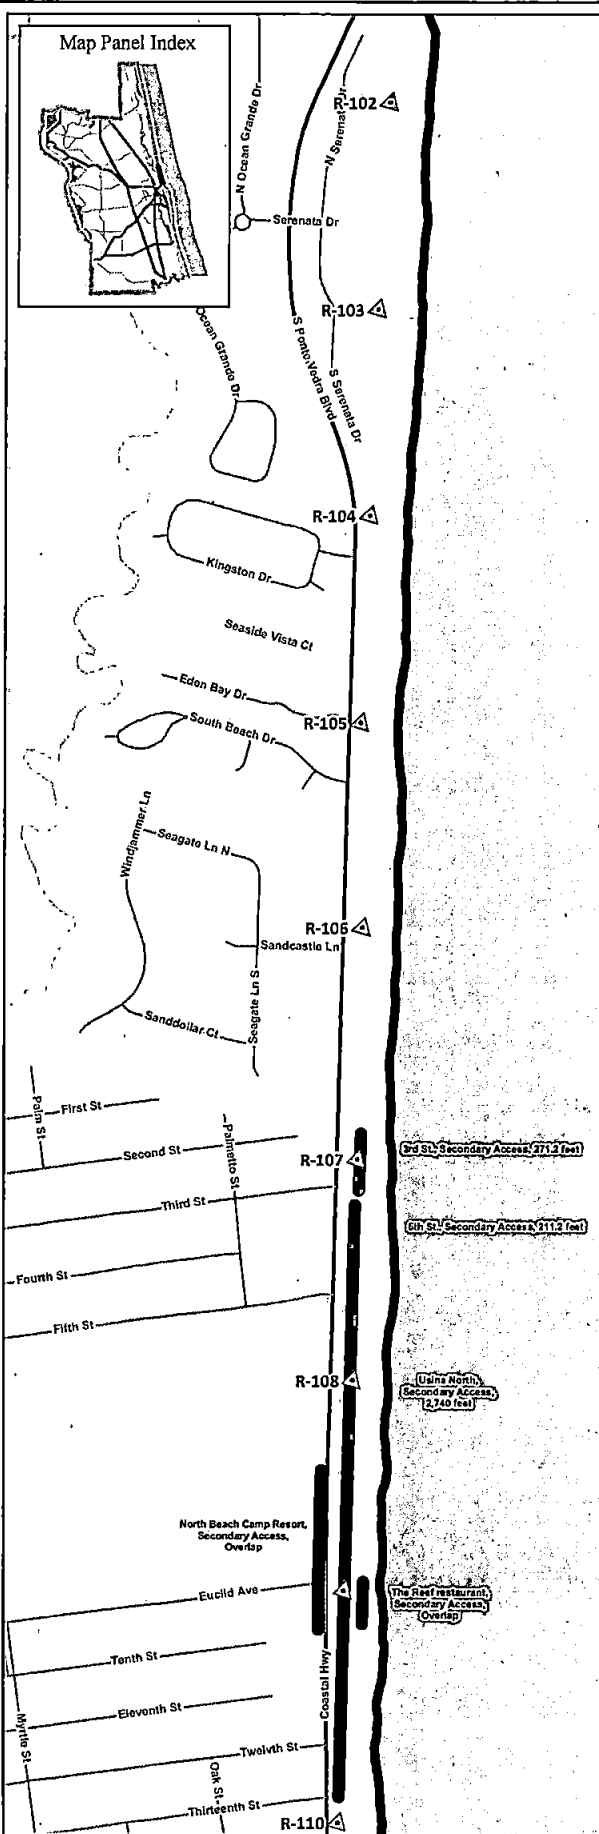 Map Panel Index
N Ocean Grande Dr
R-102
N Serenata Dr
Serenata Dr
R-103
Ocean Grande Dr
S Ponte Vedra Blvd
S Serenata Dr
R-104
Kingston Dr
Seaside Vista Ct
Eden Bay Dr
R-105
South Beach Dr
Windjammer Ln
Seagate Ln N
R-106
Sandcastle Ln
Seagate Ln S
Sanddollar Ct
Palm St
First St
Palmetto St
Second St
R-107
3rd St., Secondary Access, 271.2 feet
Third St
5th St., Secondary Access, 211.2 feet
Fourth St
Fifth St
R-108
Usina North,
Secondary Access,
2,740 feet
North Beach Camp Resort,
Secondary Access,
Overlap
Euclid Ave
The Reef restaurant,
Secondary Access,
Overlap
Tenth St
Coastal Hwy
Eleventh St
Myrtle St
Twelvth St
Oak St
Thirteenth St
R-110